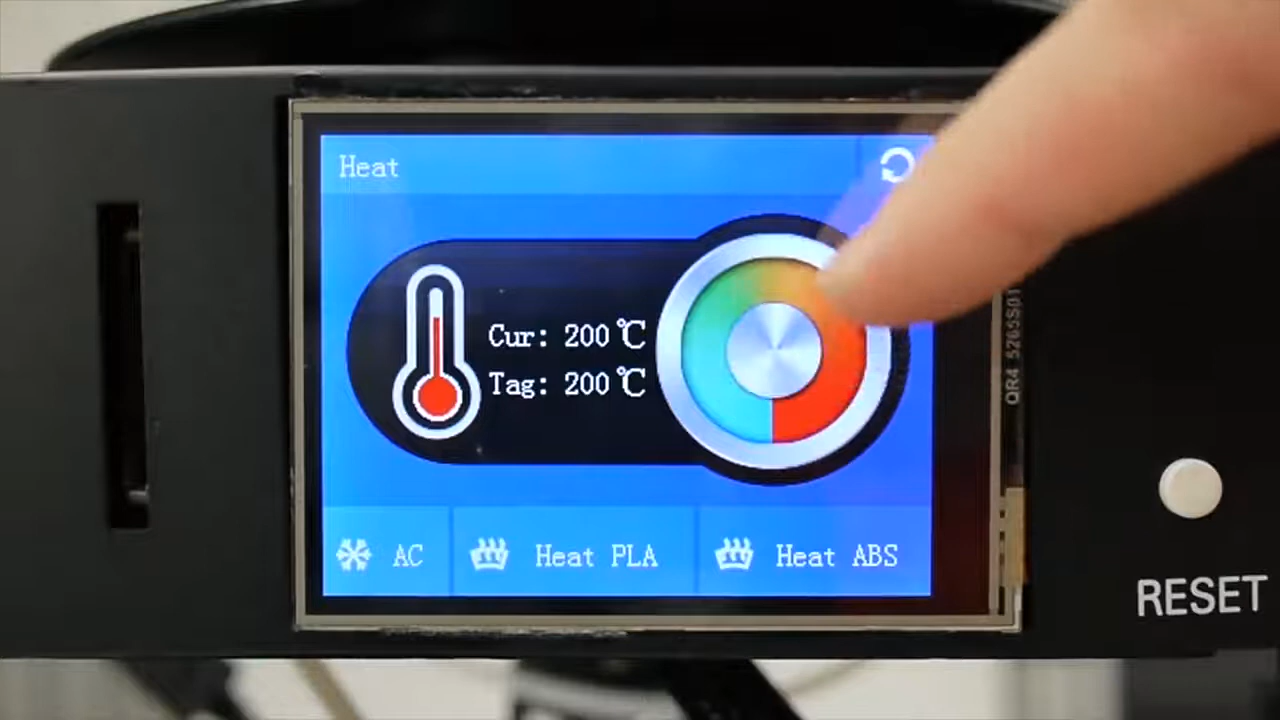 Heat
Cur: 200℃
Tag: 200℃
AC
Heat PLA
Heat ABS
QR4 5265S01
RESET